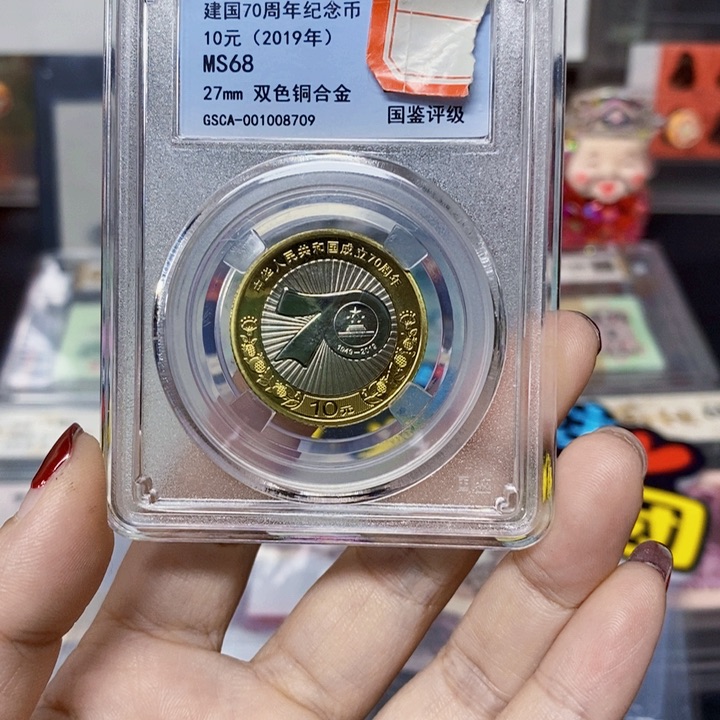 建国70周年纪念币
10元（2019年）
MS68
27mm 双色铜合金
GSCA-001008709
国鉴评级
中华人民共和国成立70周年
70
1949-2019
10元